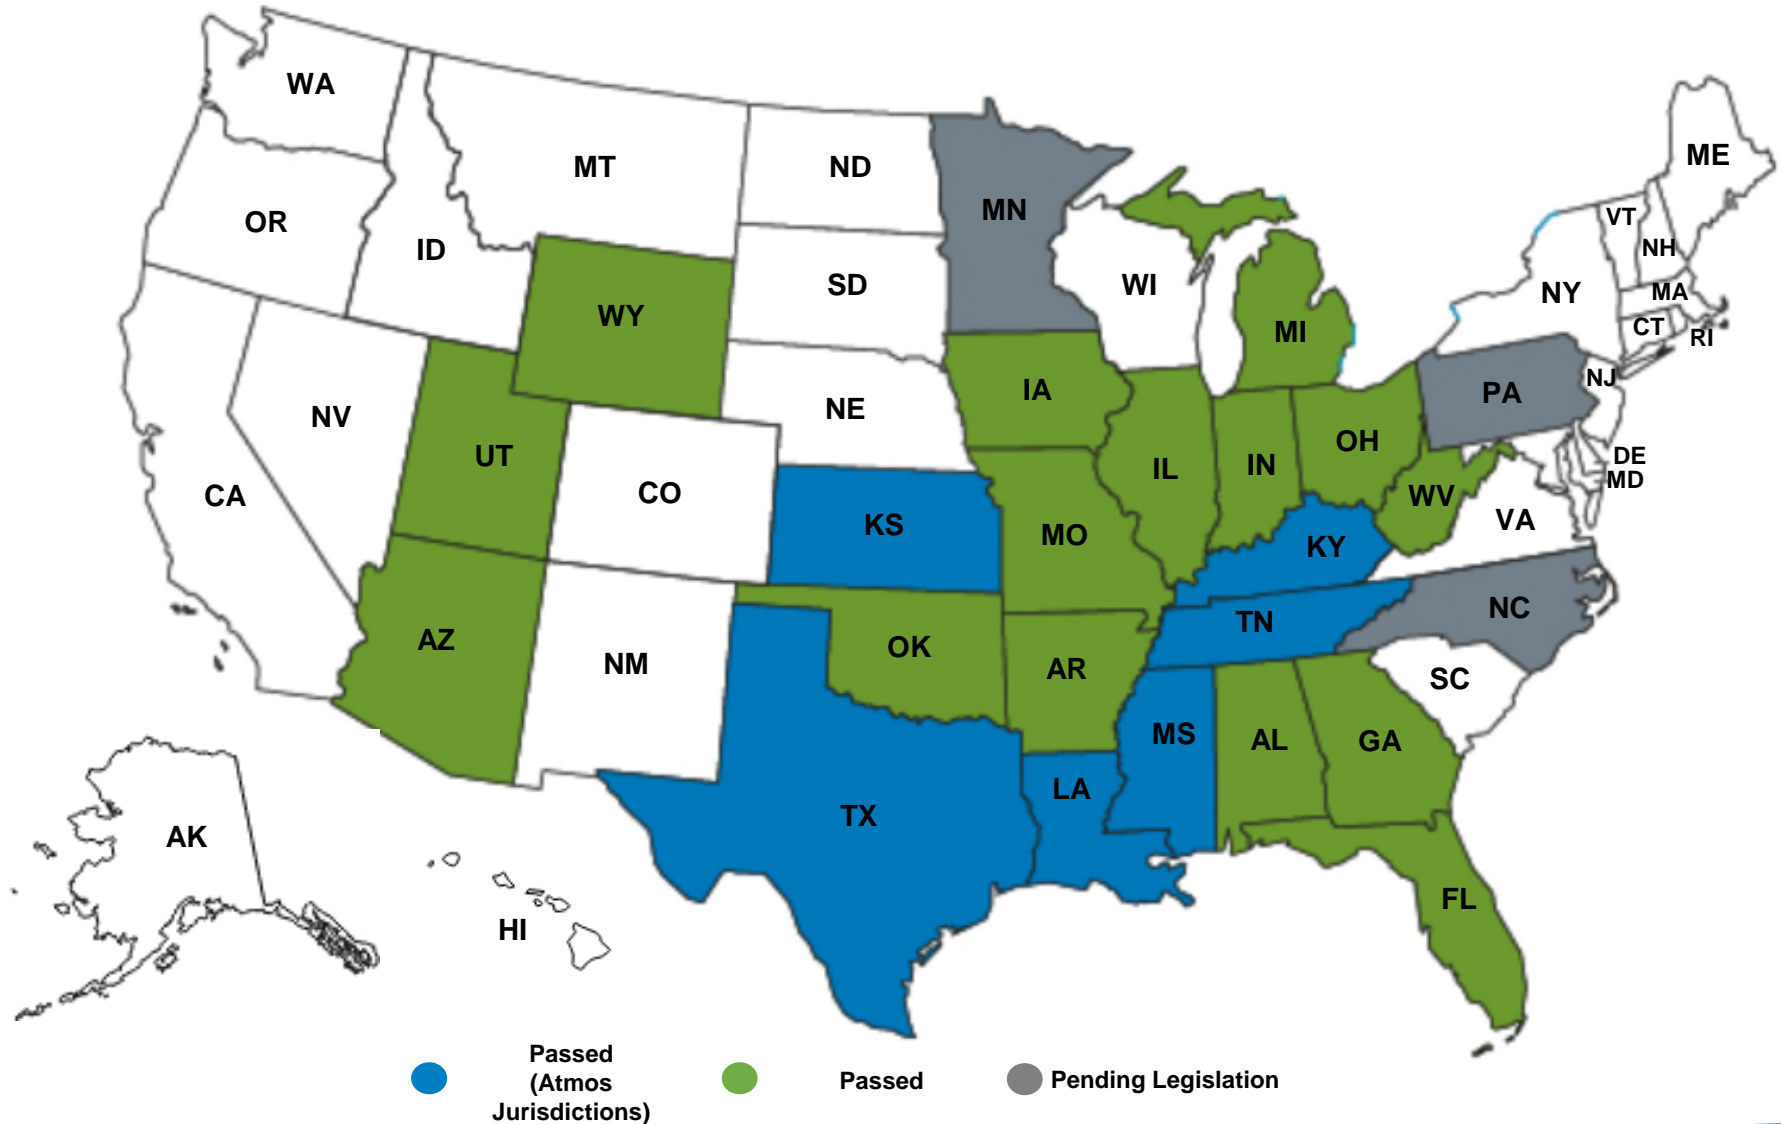 WA
MT
ND
MN
ME
OR
ID
SD
WI
VT
NH
NY
MA
CT
RI
WY
MI
NV
UT
NE
IA
PA
NJ
CA
CO
KS
IL
IN
OH
WV
DE
MD
VA
MO
KY
AZ
NM
OK
AR
TN
NC
SC
TX
LA
MS
AL
GA
FL
AK
HI
Passed
(Atmos
Jurisdictions)
Passed
Pending Legislation